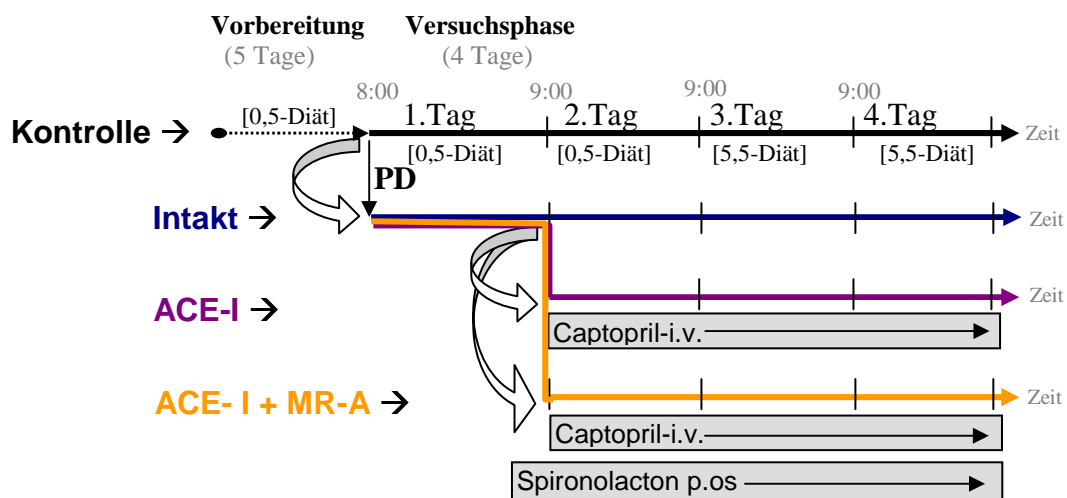 Vorbereitung Versuchsphase
(5 Tage) (4 Tage)
8:00 9:00 9:00 9:00
Kontrolle → [0,5-Diät] 1.Tag 2.Tag 3.Tag 4.Tag Zeit
[0,5-Diät] [0,5-Diät] [5,5-Diät] [5,5-Diät]
PD
Intakt → Zeit
ACE-I → Zeit
Captopril-i.v.
ACE- I + MR-A → Zeit
Captopril-i.v.
Spironolacton p.os